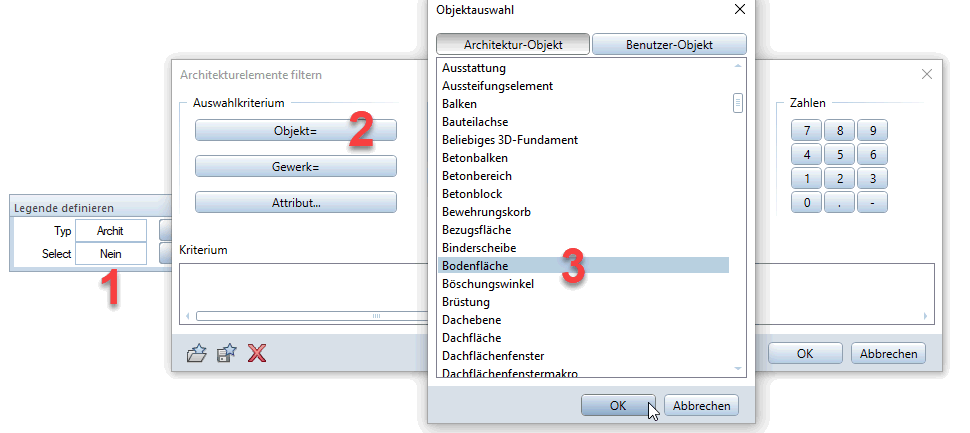 Objektauswahl
Architektur-Objekt Benutzer-Objekt
Ausstattung
Aussteifungselement
Balken
Bauteilachse
Beliebiges 3D-Fundament
Betonbalken
Betonbereich
Betonblock
Bewehrungskorb
Bezugsfläche
Binderscheibe
Bodenfläche
Böschungswinkel
Brüstung
Dachebene
Dachfläche
Dachflächenfenster
Dachflächenfenstermakro
OK Abbrechen
3
Architekturelemente filtern
Auswahlkriterium
Objekt=
2
Gewerk=
Attribut...
Kriterium
Zahlen
7 8 9
4 5 6
1 2 3
0 . -
OK Abbrechen
Legende definieren
Typ Archit
Select Nein
1